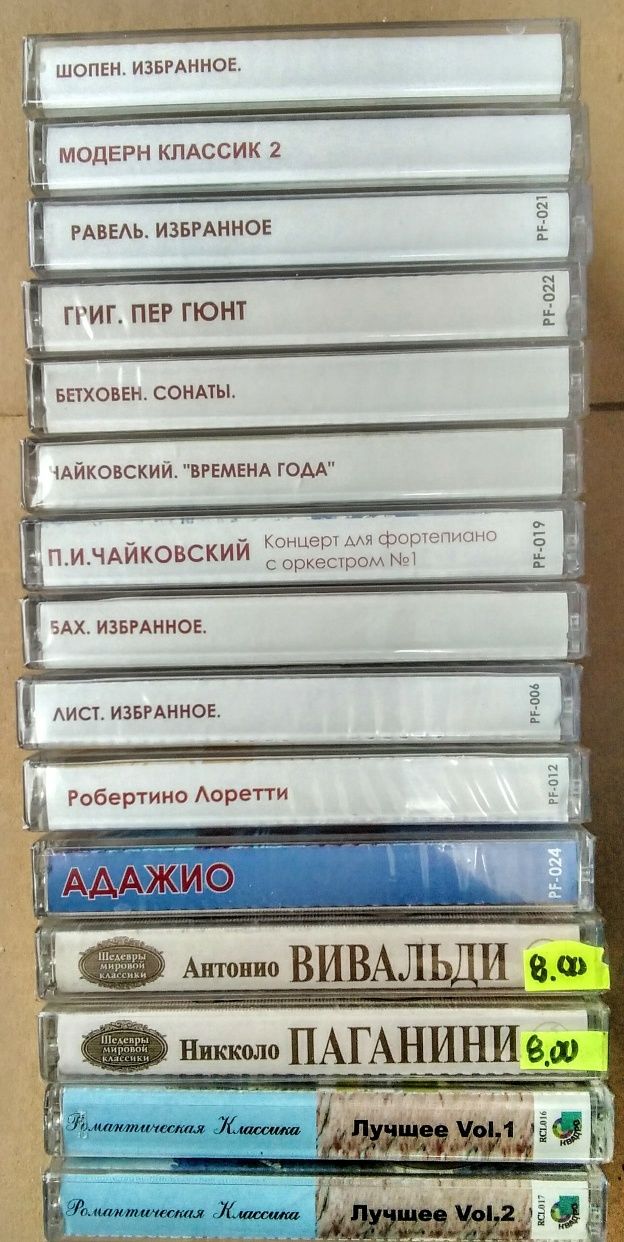 ШОПЕН. ИЗБРАННОЕ.
МОДЕРН КЛАССИК 2
РАВЕЛЬ. ИЗБРАННОЕ PF-021
ГРИГ. ПЕР ГЮНТ PF-022
БЕТХОВЕН. СОНАТЫ.
ЧАЙКОВСКИЙ. "ВРЕМЕНА ГОДА"
П.И.ЧАЙКОВСКИЙ Концерт для фортепиано
с оркестром №1 PF-019
БАХ. ИЗБРАННОЕ.
ЛИСТ. ИЗБРАННОЕ. PF-006
Робертино Лоретти PF-012
АДАЖИО PF-024
Шедевры
мировой
классики
Антонио ВИВАЛЬДИ 8.00
Шедевры
мировой
классики
Никколо ПАГАНИНИ 8.00
Романтическая Классика Лучшее Vol.1 RCL016 КВАДРО
Романтическая Классика Лучшее Vol.2 RCL017 КВАДРО